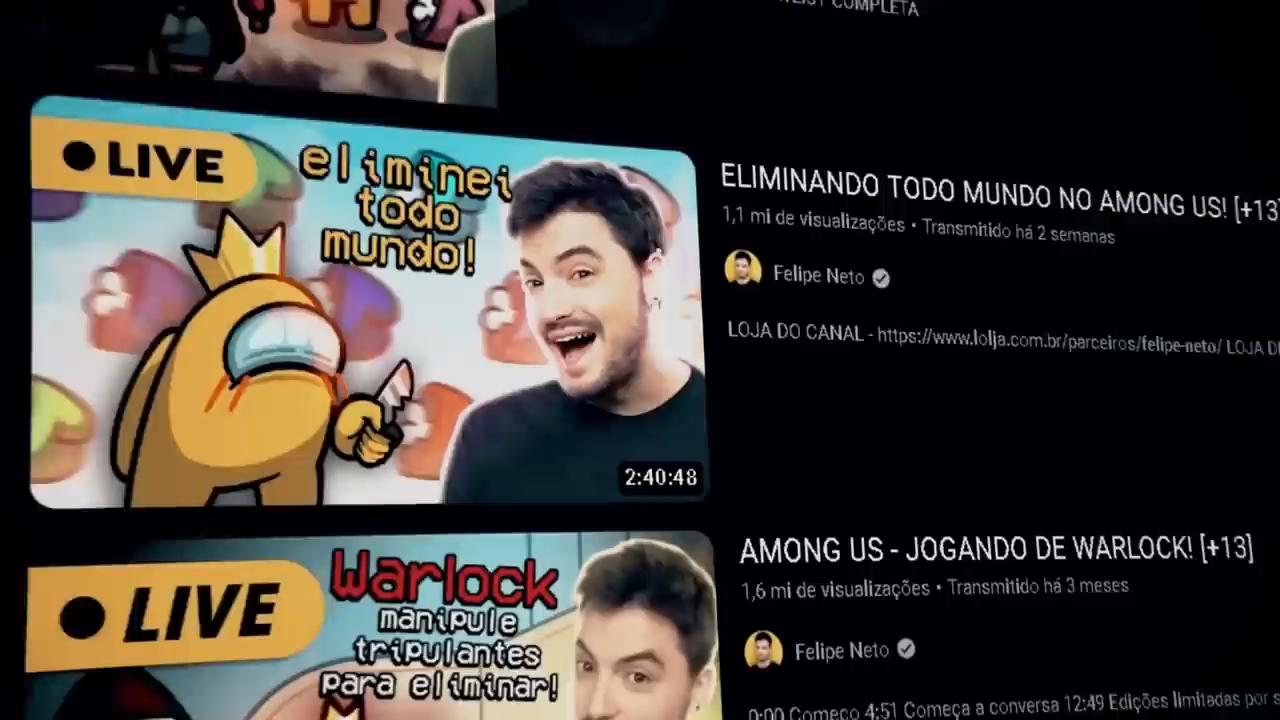 COMPLETA
LIVE
eliminei
todo
mundo!
2:40:48
ELIMINANDO TODO MUNDO NO AMONG US! [+13]
1,1 mi de visualizações • Transmitido há 2 semanas
Felipe Neto
LOJA DO CANAL - https://www.lolja.com.br/parceiros/felipe-neto/ LOJA
LIVE
Warlock
manipule
tripulantes
para eliminar!
AMONG US - JOGANDO DE WARLOCK! [+13]
1,6 mi de visualizações • Transmitido há 3 meses
Felipe Neto
0:00 Começo 4:51 Começa a conversa 12:49 Edições limitadas por